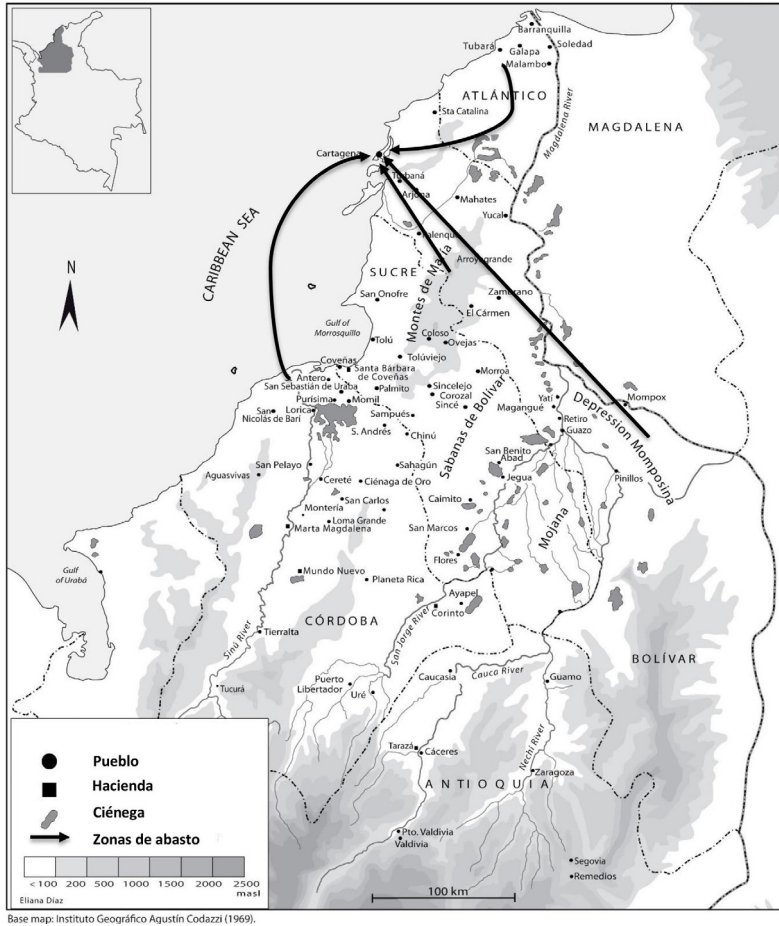 Barranquilla
Tubará
Galapa
Soledad
Malambo
ATLÁNTICO
Sta Catalina
Magdalena River
MAGDALENA
Cartagena
Turbaná
Arjona
Mahates
Yucal
Palenque
CARIBBEAN SEA
N
SUCRE
Montes de María
Arroyogrande
San Onofre
Zambrano
El Cármen
Gulf of
Morrosquillo
Tolú
Coloso
Ovejas
Coveñas
Tolúviejo
Santa Bárbara
de Coveñas
Morroa
Antero
San Sebastián de Uraba
Palmito
Sincelejo
Corozal
Purísima
Momil
Sincé
Sabanas de Bolívar
Yatí
Magangué
Retiro
Guazo
Depression Momposina
Mompox
San
Nicolás de Bari
Lorica
Sampués
S. Andrés
Chinú
San Benito
Abad
San Pelayo
Sahagún
Jegua
Pinillos
Aguasvivas
Cereté
Ciénaga de Oro
San Carlos
Caimito
Montería
Loma Grande
Marta Magdalena
San Marcos
Mojana
Flores
Gulf
of Urabá
Mundo Nuevo
Planeta Rica
Ayapel
Corinto
CÓRDOBA
San Jorge River
Sinú River
Tierralta
BOLÍVAR
Tucurá
Puerto
Libertador
Uré
Caucasia
Cauca River
Guamo
Nechí River
Tarazá
Cáceres
Zaragoza
ANTIOQUIA
Pto. Valdivia
Valdivia
Segovia
Remedios
Pueblo
Hacienda
Ciénega
Zonas de abasto
<100 200 500 1000 1500 2000 2500
masl
Eliana Díaz
100 km
Base map: Instituto Geográfico Agustín Codazzi (1969).